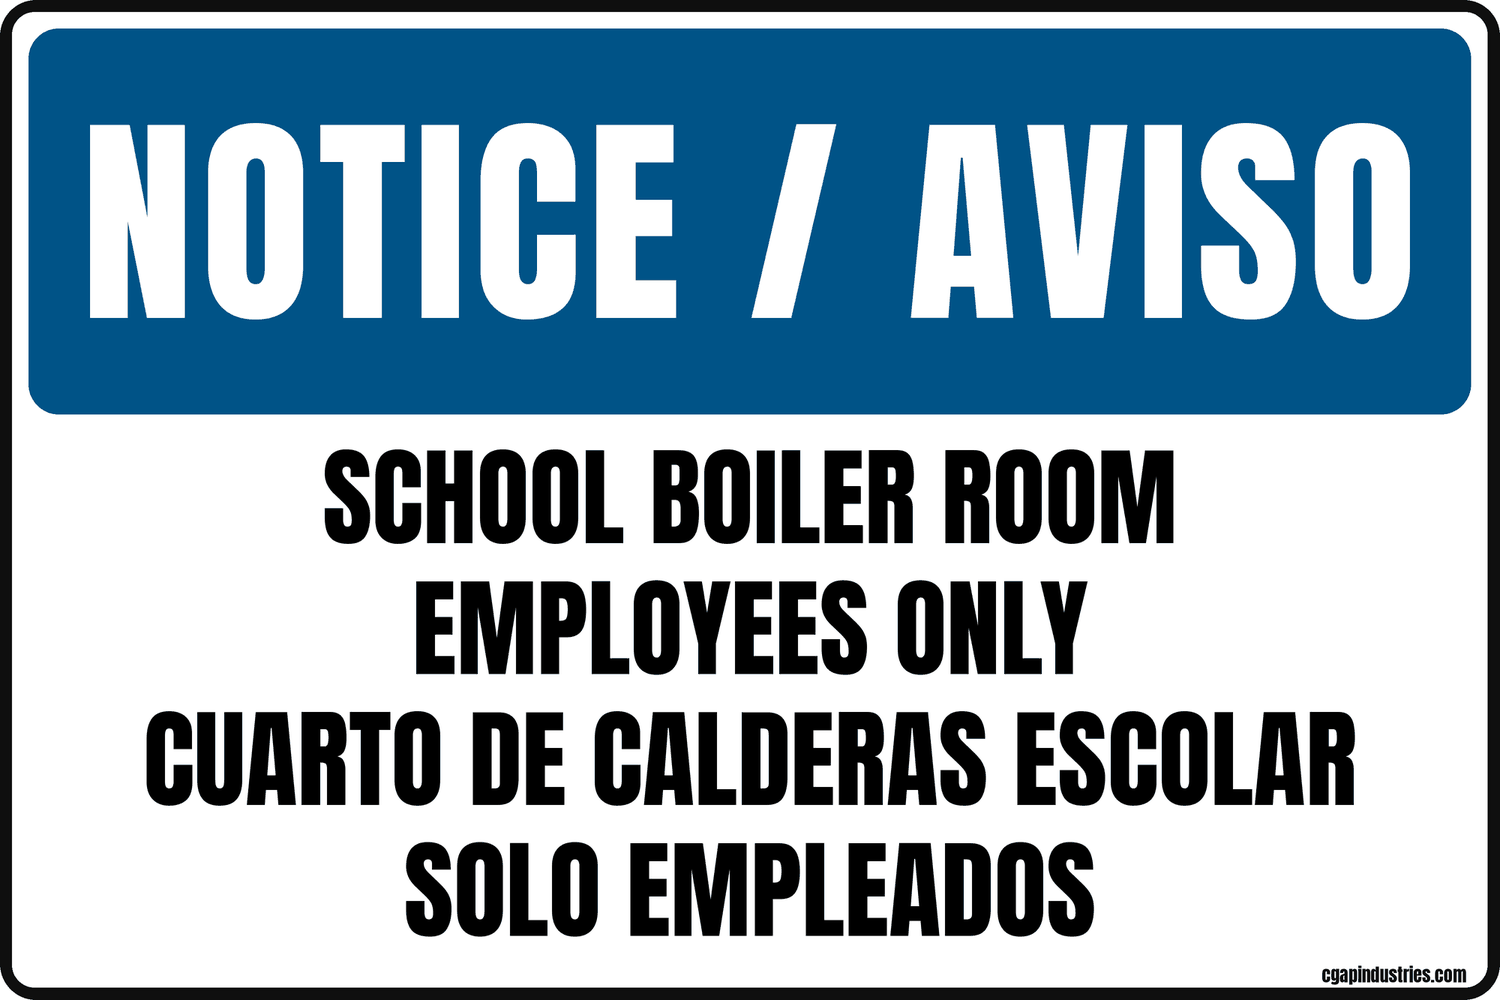 NOTICE / AVISO
SCHOOL BOILER ROOM
EMPLOYEES ONLY
CUARTO DE CALDERAS ESCOLAR
SOLO EMPLEADOS
cgapindustries.com